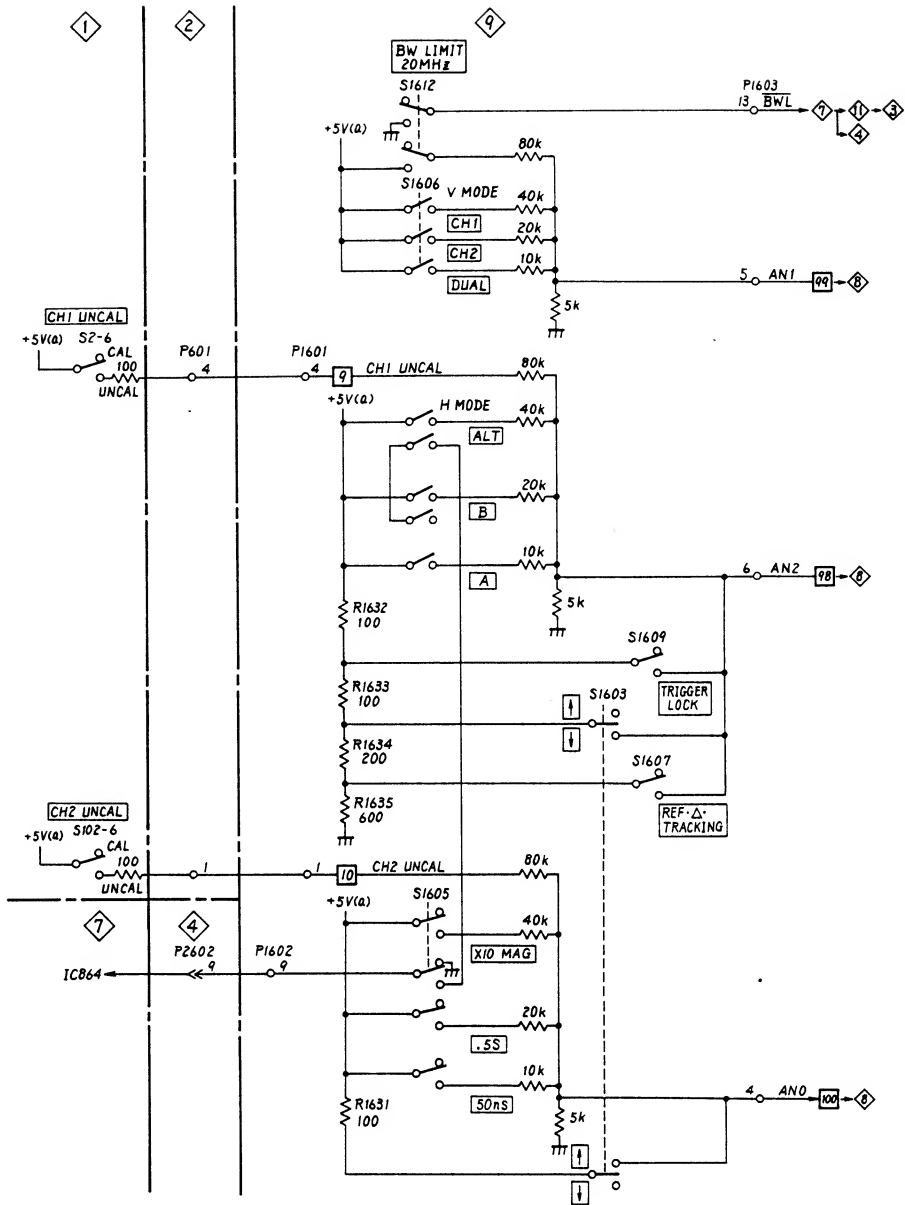 1
2
9
BW LIMIT
20MHz
S1612
P1603
13 BWL
7
11
3
4
+5V(a)
80k
S1606
V MODE
40k
CH1
20k
CH2
10k
DUAL
5 AN1
99
8
5k
CH1 UNCAL
+5V(a)
S2-6
CAL
100
UNCAL
P601
4
P1601
4
9
CH1 UNCAL
80k
+5V(a)
H MODE
40k
ALT
20k
B
10k
A
6 AN2
98
8
5k
R1632
100
S1609
TRIGGER
LOCK
R1633
100
↑
↓
S1603
R1634
200
S1607
R1635
600
REF·Δ·
TRACKING
CH2 UNCAL
+5V(a)
S102-6
CAL
100
UNCAL
1
1
10
CH2 UNCAL
80k
+5V(a)
S1605
40k
X10 MAG
7
4
P2602
9
P1602
9
IC864
20k
.5S
10k
50nS
4 AN0
100
8
R1631
100
5k
↑
↓